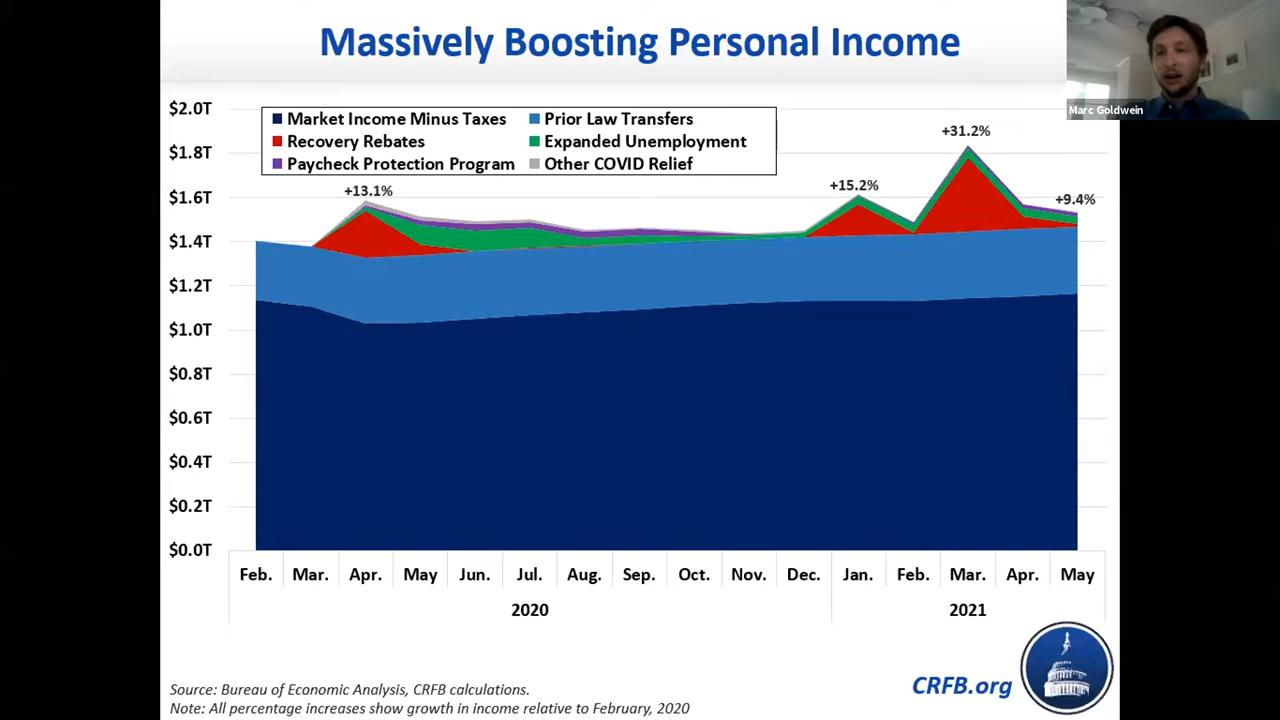 Massively Boosting Personal Income
Marc Goldwein
$2.0T
$1.8T
$1.6T
$1.4T
$1.2T
$1.0T
$0.8T
$0.6T
$0.4T
$0.2T
$0.0T
Market Income Minus Taxes Prior Law Transfers
Recovery Rebates Expanded Unemployment
Paycheck Protection Program Other COVID Relief
+13.1%
+15.2%
+31.2%
+9.4%
Feb. Mar. Apr. May Jun. Jul. Aug. Sep. Oct. Nov. Dec. Jan. Feb. Mar. Apr. May
2020 2021
CRFB.org
Source: Bureau of Economic Analysis, CRFB calculations.
Note: All percentage increases show growth in income relative to February, 2020